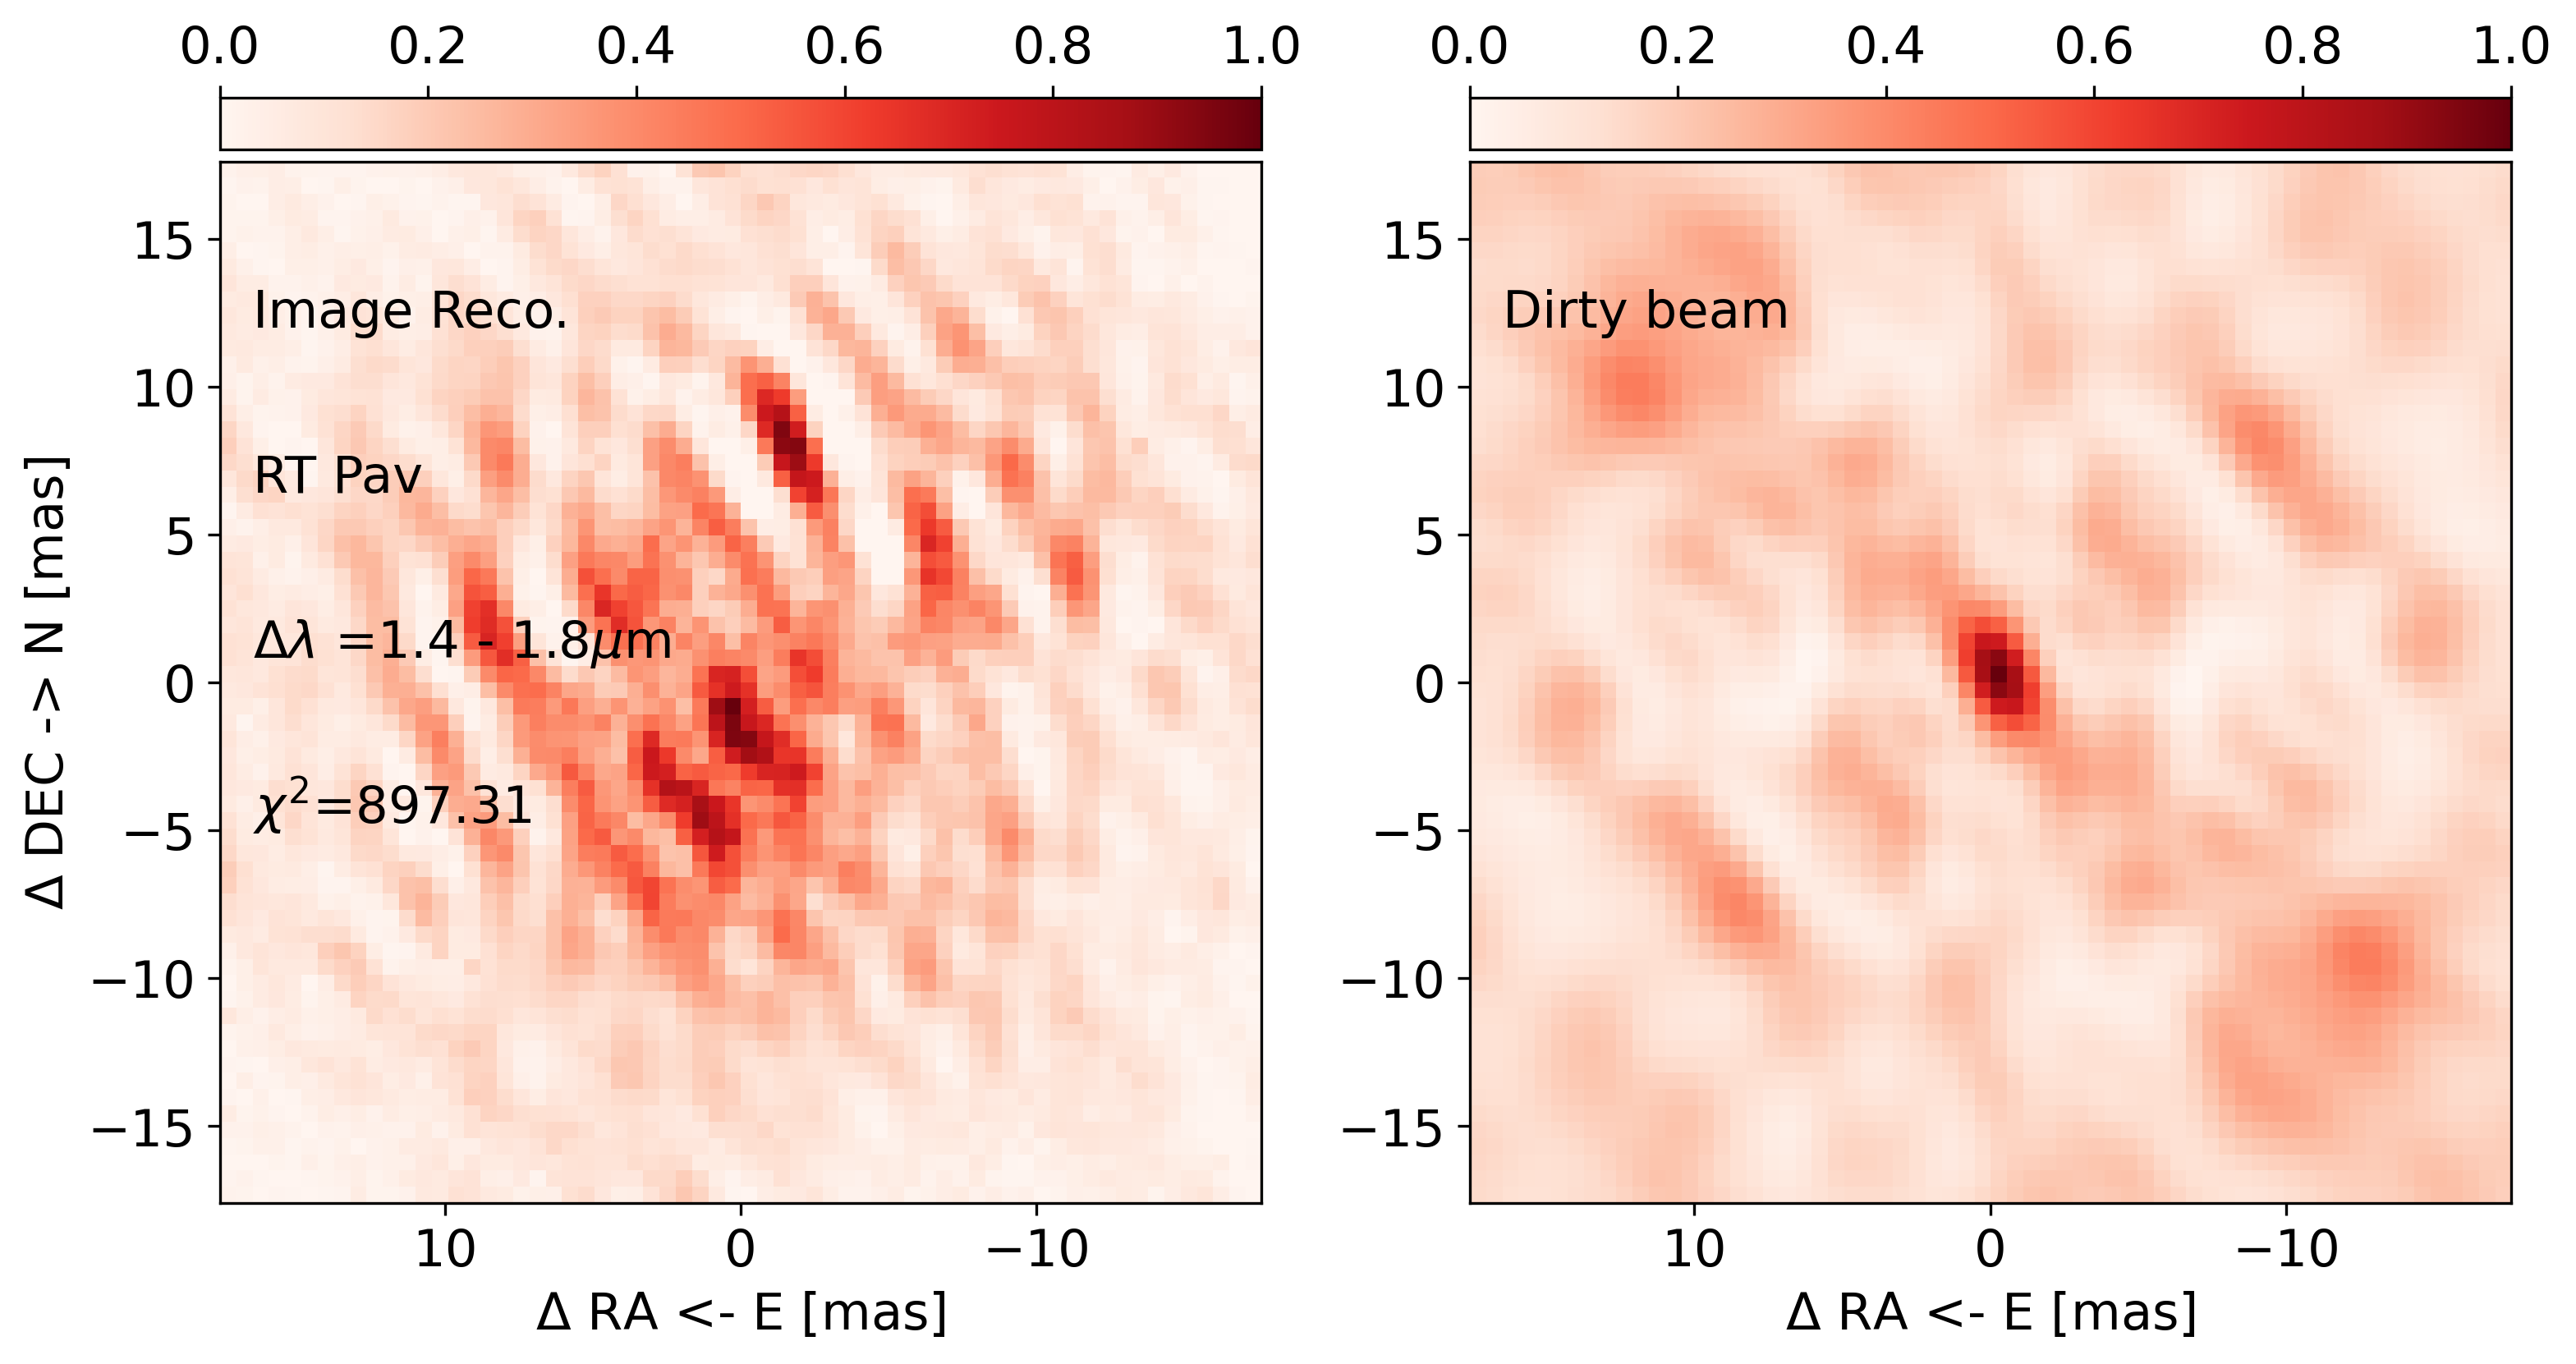 0.0 0.2 0.4 0.6 0.8 1.0
0.0 0.2 0.4 0.6 0.8 1.0
Image Reco.
RT Pav
Δλ =1.4 - 1.8μm
χ²=897.31
Δ DEC -> N [mas]
15
10
5
0
−5
−10
−15
10 0 −10
Δ RA <- E [mas]
Dirty beam
15
10
5
0
−5
−10
−15
10 0 −10
Δ RA <- E [mas]